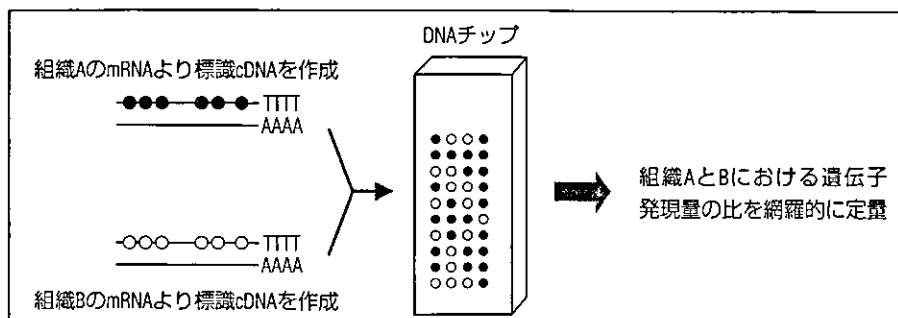 DNAチップ
組織AのmRNAより標識cDNAを作成
TTTT
AAAA
組織AとBにおける遺伝子
発現量の比を網羅的に定量
TTTT
AAAA
組織BのmRNAより標識cDNAを作成